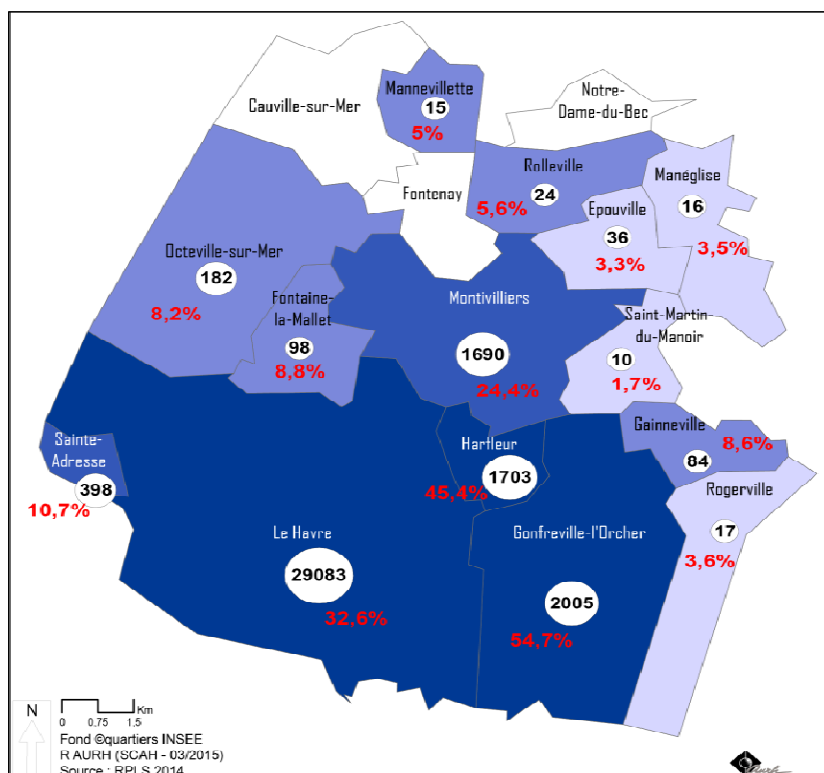 Cauville-sur-Mer
Mannevillette
15
5%
Notre-
Dame-du-Bec
Fontenay
Rolleville
24
5,6%
Manéglise
16
3,5%
Epouville
36
3,3%
Octeville-sur-Mer
182
8,2%
Fontaine-
la-Mallet
98
8,8%
Montivilliers
1690
24,4%
Saint-Martin
du-Manoir
10
1,7%
Gainneville
84
8,6%
Sainte-
Adresse
398
10,7%
Harfleur
1703
45,4%
Rogerville
17
3,6%
Le Havre
29083
32,6%
Gonfreville-l'Orcher
2005
54,7%
N
Km
0 0,75 1,5
Fond ©quartiers INSEE
R AURH (SCAH - 03/2015)
Source : RPLS 2014
aurh